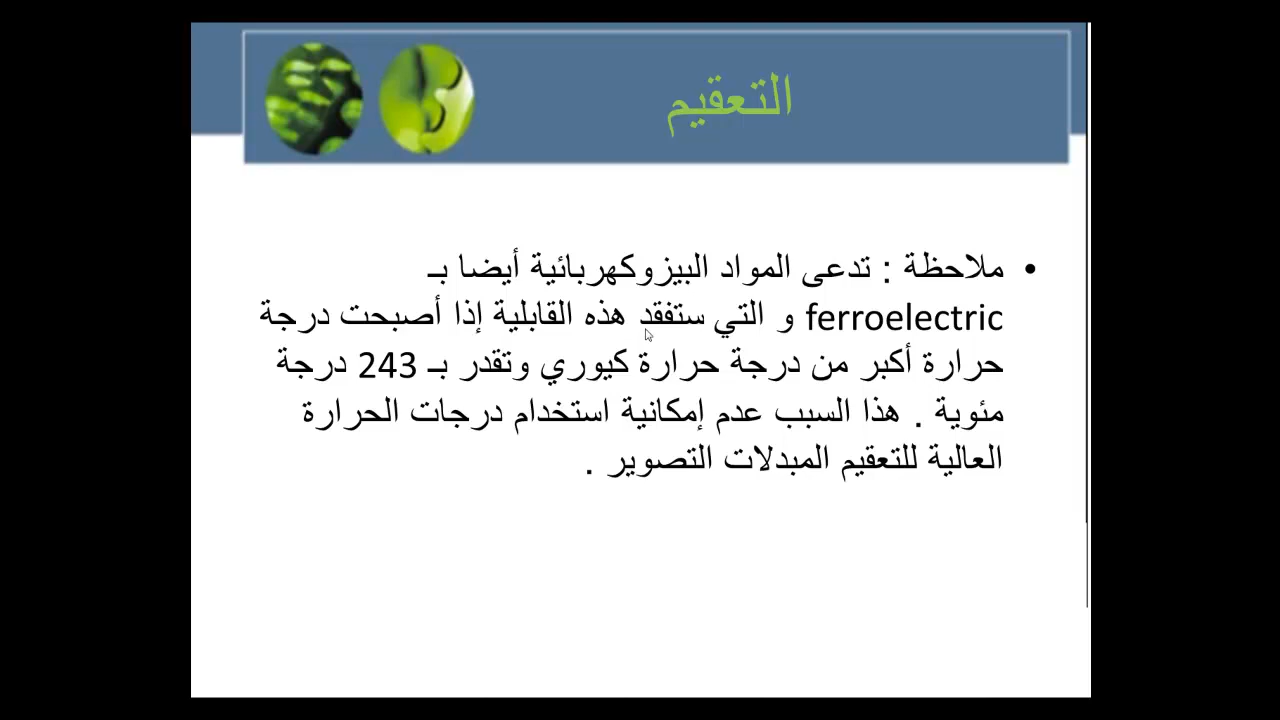 التعقيم
• ملاحظة : تدعى المواد البيزوكهربائية أيضا بـ
ferroelectric و التي ستفقد هذه القابلية إذا أصبحت درجة
حرارة أكبر من درجة حرارة كيوري وتقدر بـ 243 درجة
مئوية . هذا السبب عدم إمكانية استخدام درجات الحرارة
العالية للتعقيم المبدلات التصوير .